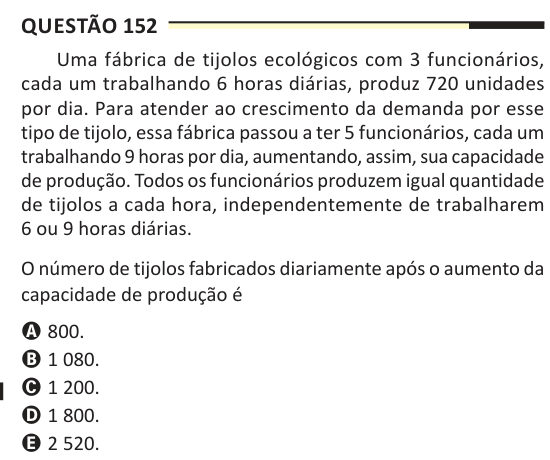 QUESTÃO 152
Uma fábrica de tijolos ecológicos com 3 funcionários,
cada um trabalhando 6 horas diárias, produz 720 unidades
por dia. Para atender ao crescimento da demanda por esse
tipo de tijolo, essa fábrica passou a ter 5 funcionários, cada um
trabalhando 9 horas por dia, aumentando, assim, sua capacidade
de produção. Todos os funcionários produzem igual quantidade
de tijolos a cada hora, independentemente de trabalharem
6 ou 9 horas diárias.
O número de tijolos fabricados diariamente após o aumento da
capacidade de produção é
A 800.
B 1 080.
C 1 200.
D 1 800.
E 2 520.